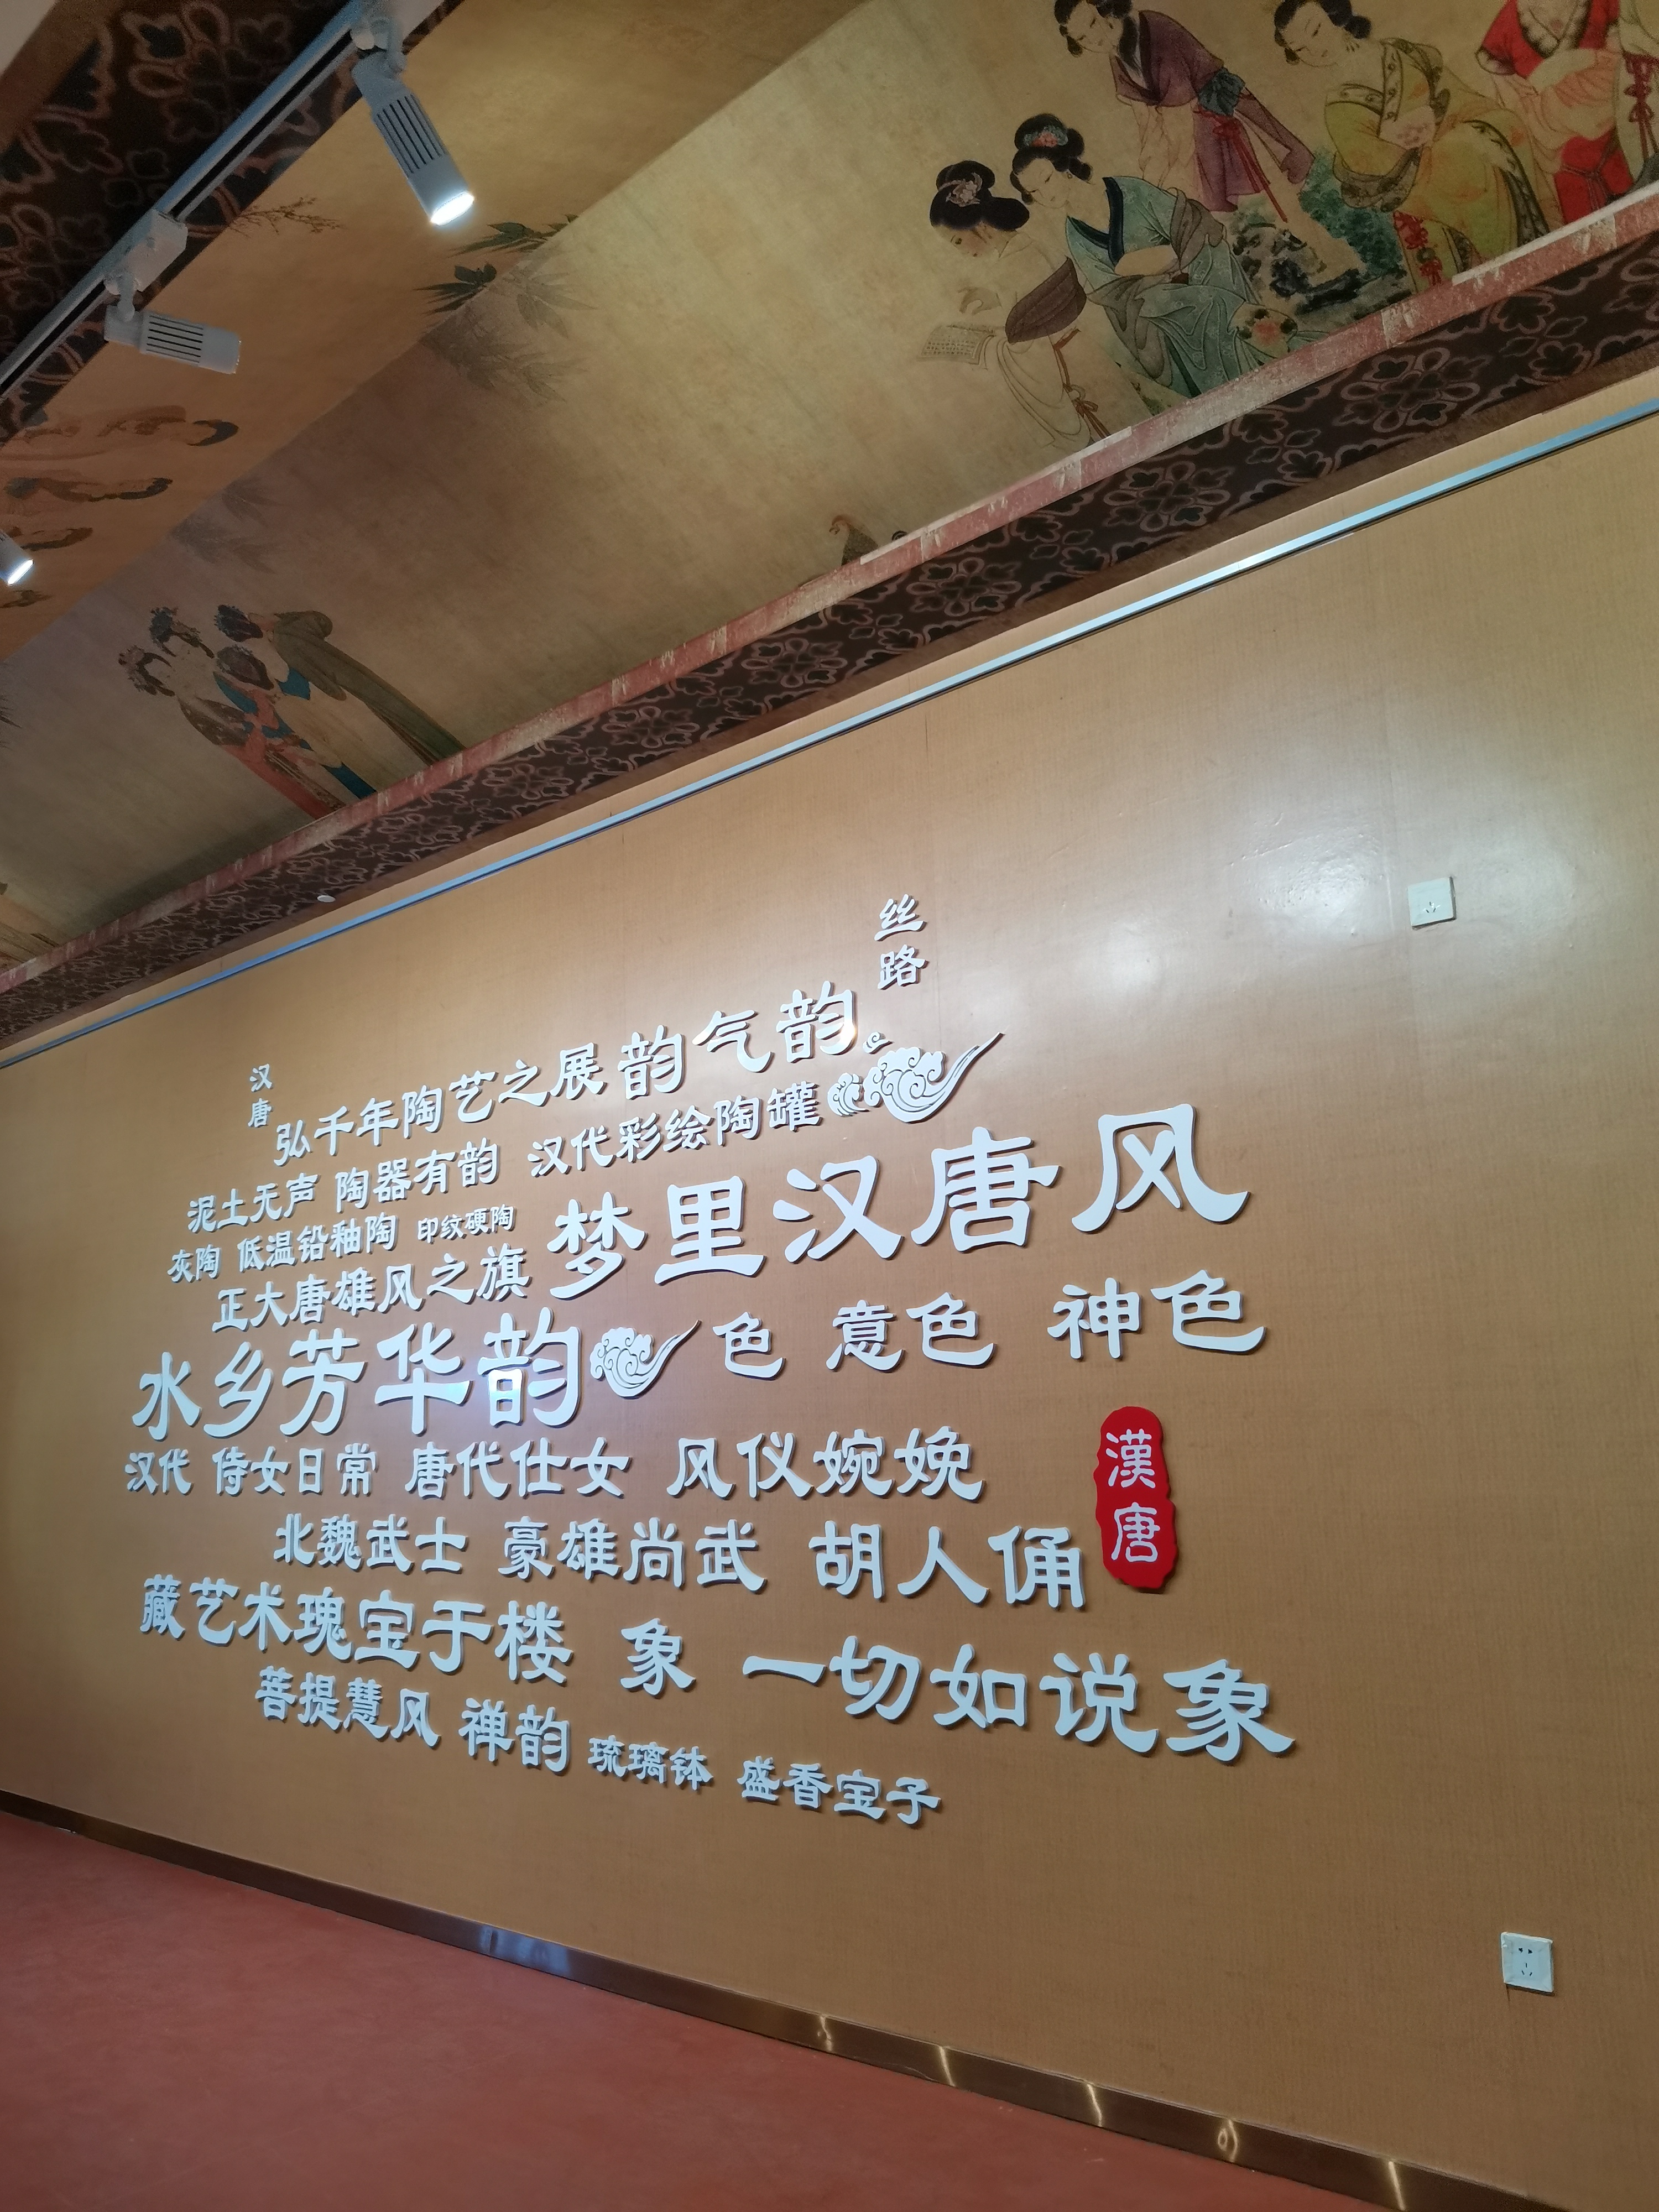 丝路
汉唐
弘千年陶艺之展 韵气韵
泥土无声 陶器有韵 汉代彩绘陶罐
灰陶 低温铅釉陶 印纹硬陶
梦里汉唐风
正大唐雄风之旗
水乡芳华韵 色 意色 神色
汉代 侍女日常 唐代仕女 风仪婉娩
漢唐
北魏武士 豪雄尚武 胡人俑
藏艺术瑰宝于楼 象 一切如说象
菩提慧风 禅韵 琉璃钵 盛香宝子